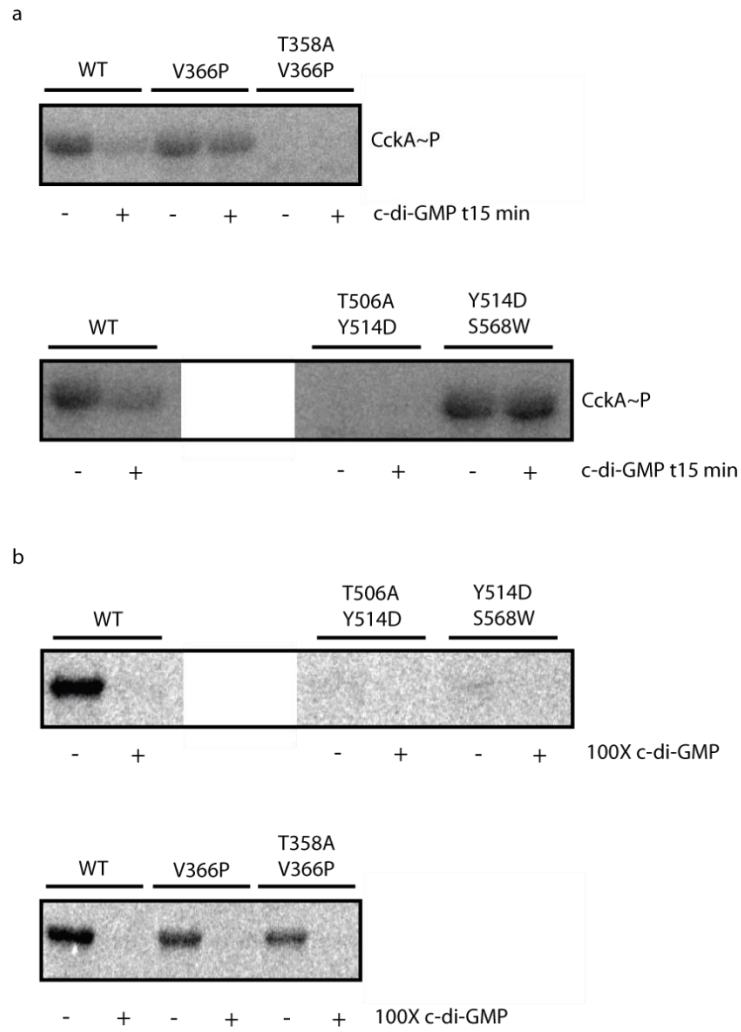 a
T358A
WT V366P V366P
CckA~P
- + - + - + c-di-GMP t15 min
T506A Y514D
WT Y514D S568W
CckA~P
- + - + - + c-di-GMP t15 min
b
T506A Y514D
WT Y514D S568W
- + - + - + 100X c-di-GMP
T358A
WT V366P V366P
- + - + - + 100X c-di-GMP